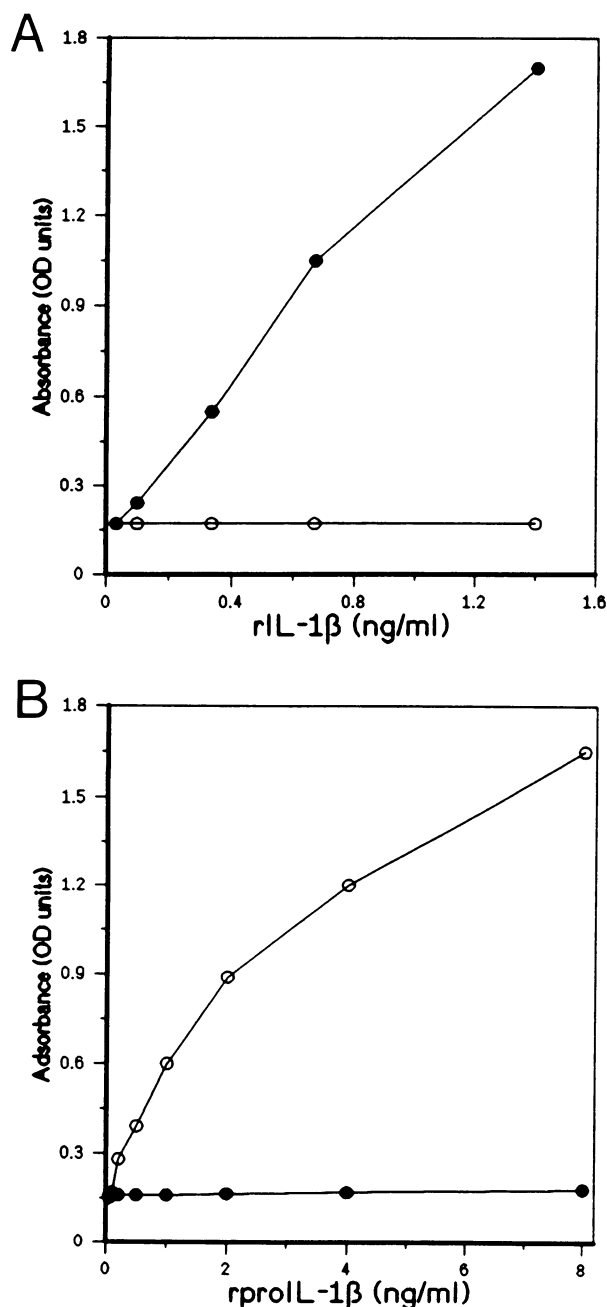 A
1.8
1.5
1.2
0.9
0.6
0.3
0
Absorbance (OD units)
0 0.4 0.8 1.2 1.6
rIL-1β (ng/ml)
B
1.8
1.5
1.2
0.9
0.6
0.3
0
Adsorbance (OD units)
0 2 4 6 8
rproIL-1β (ng/ml)